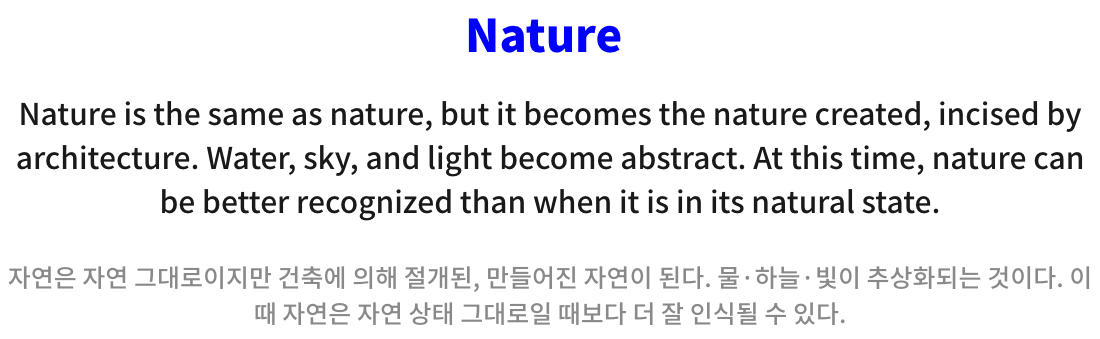 Nature
Nature is the same as nature, but it becomes the nature created, incised by
architecture. Water, sky, and light become abstract. At this time, nature can
be better recognized than when it is in its natural state.
자연은 자연 그대로이지만 건축에 의해 절개된, 만들어진 자연이 된다. 물·하늘·빛이 추상화되는 것이다. 이
때 자연은 자연 상태 그대로일 때보다 더 잘 인식될 수 있다.